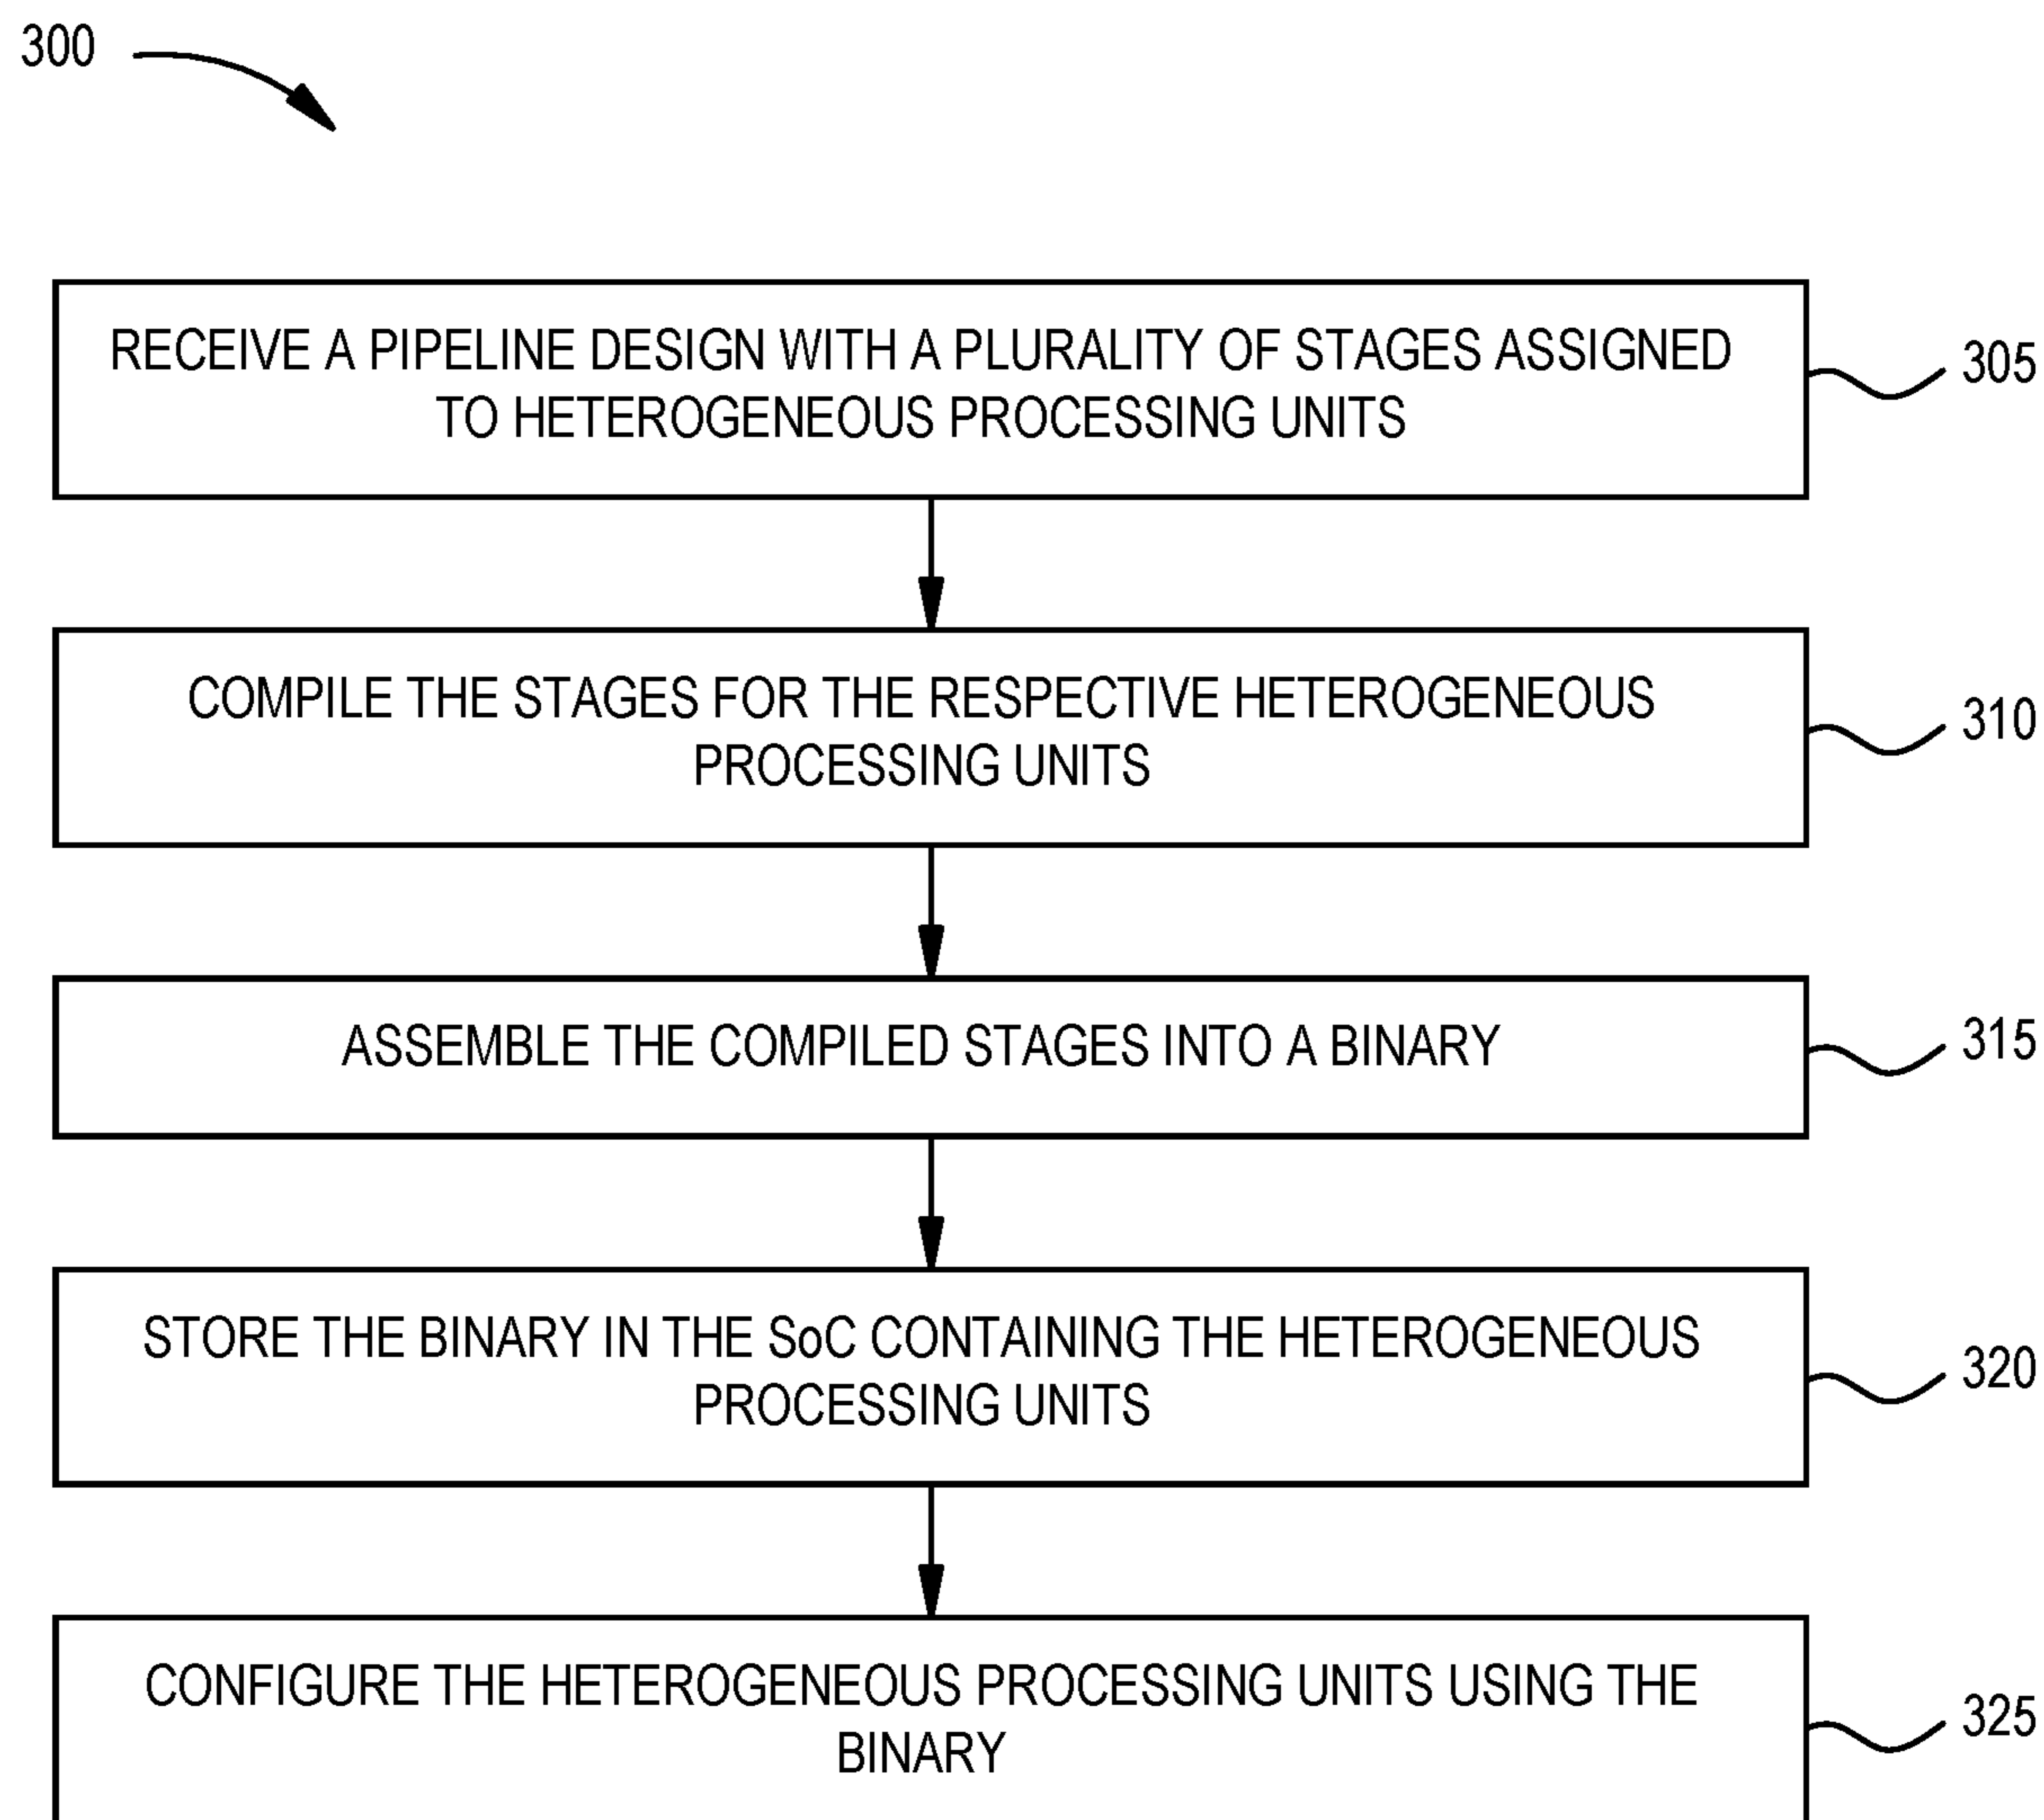 300
RECEIVE A PIPELINE DESIGN WITH A PLURALITY OF STAGES ASSIGNED
TO HETEROGENEOUS PROCESSING UNITS
305
COMPILE THE STAGES FOR THE RESPECTIVE HETEROGENEOUS
PROCESSING UNITS
310
ASSEMBLE THE COMPILED STAGES INTO A BINARY
315
STORE THE BINARY IN THE SoC CONTAINING THE HETEROGENEOUS
PROCESSING UNITS
320
CONFIGURE THE HETEROGENEOUS PROCESSING UNITS USING THE
BINARY
325